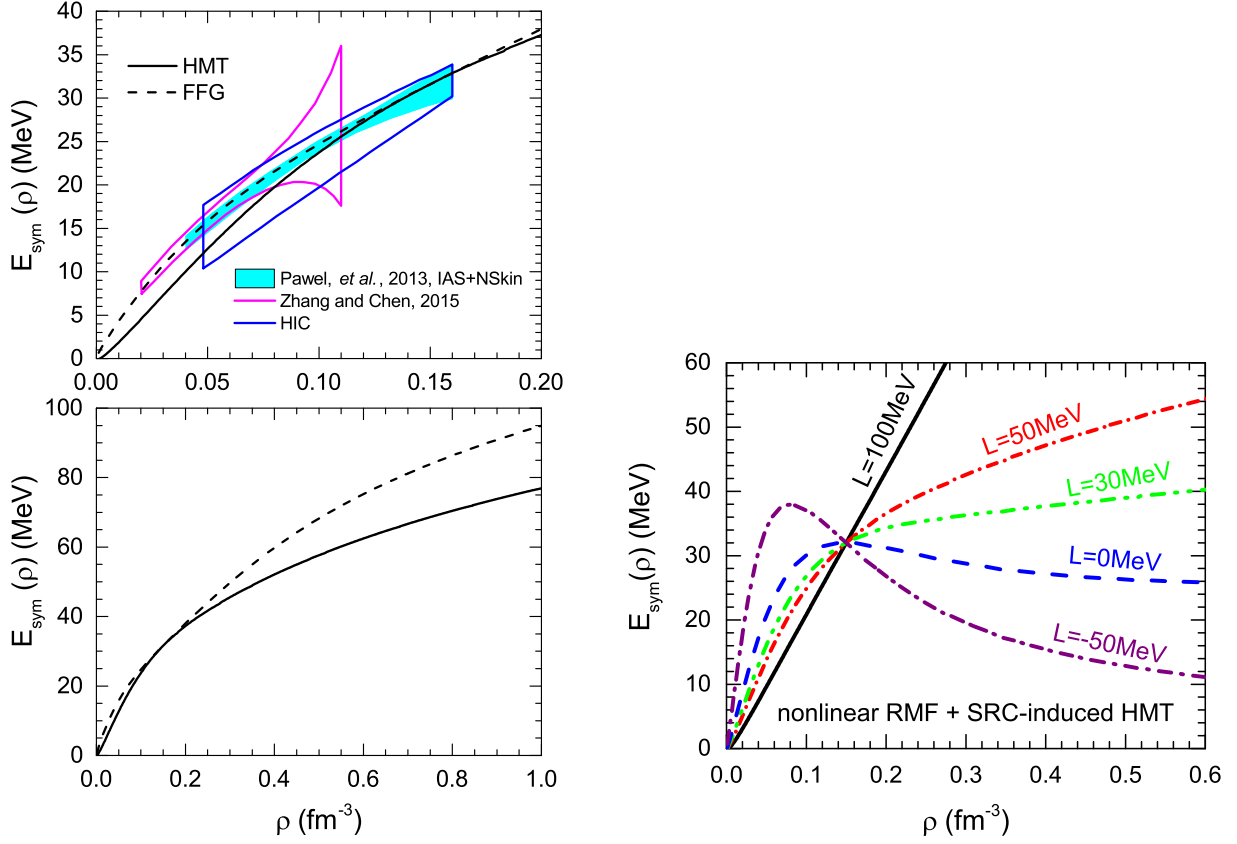 40
35
30
25
20
15
10
5
0
E_sym (ρ) (MeV)
HMT
FFG
Pawel, et al., 2013, IAS+NSkin
Zhang and Chen, 2015
HIC
0.00 0.05 0.10 0.15 0.20
100
80
60
40
20
0
E_sym (ρ) (MeV)
0.0 0.2 0.4 0.6 0.8 1.0
ρ (fm⁻³)
60
50
40
30
20
10
0
E_sym(ρ) (MeV)
L=100MeV
L=50MeV
L=30MeV
L=0MeV
L=-50MeV
nonlinear RMF + SRC-induced HMT
0.0 0.1 0.2 0.3 0.4 0.5 0.6
ρ (fm⁻³)